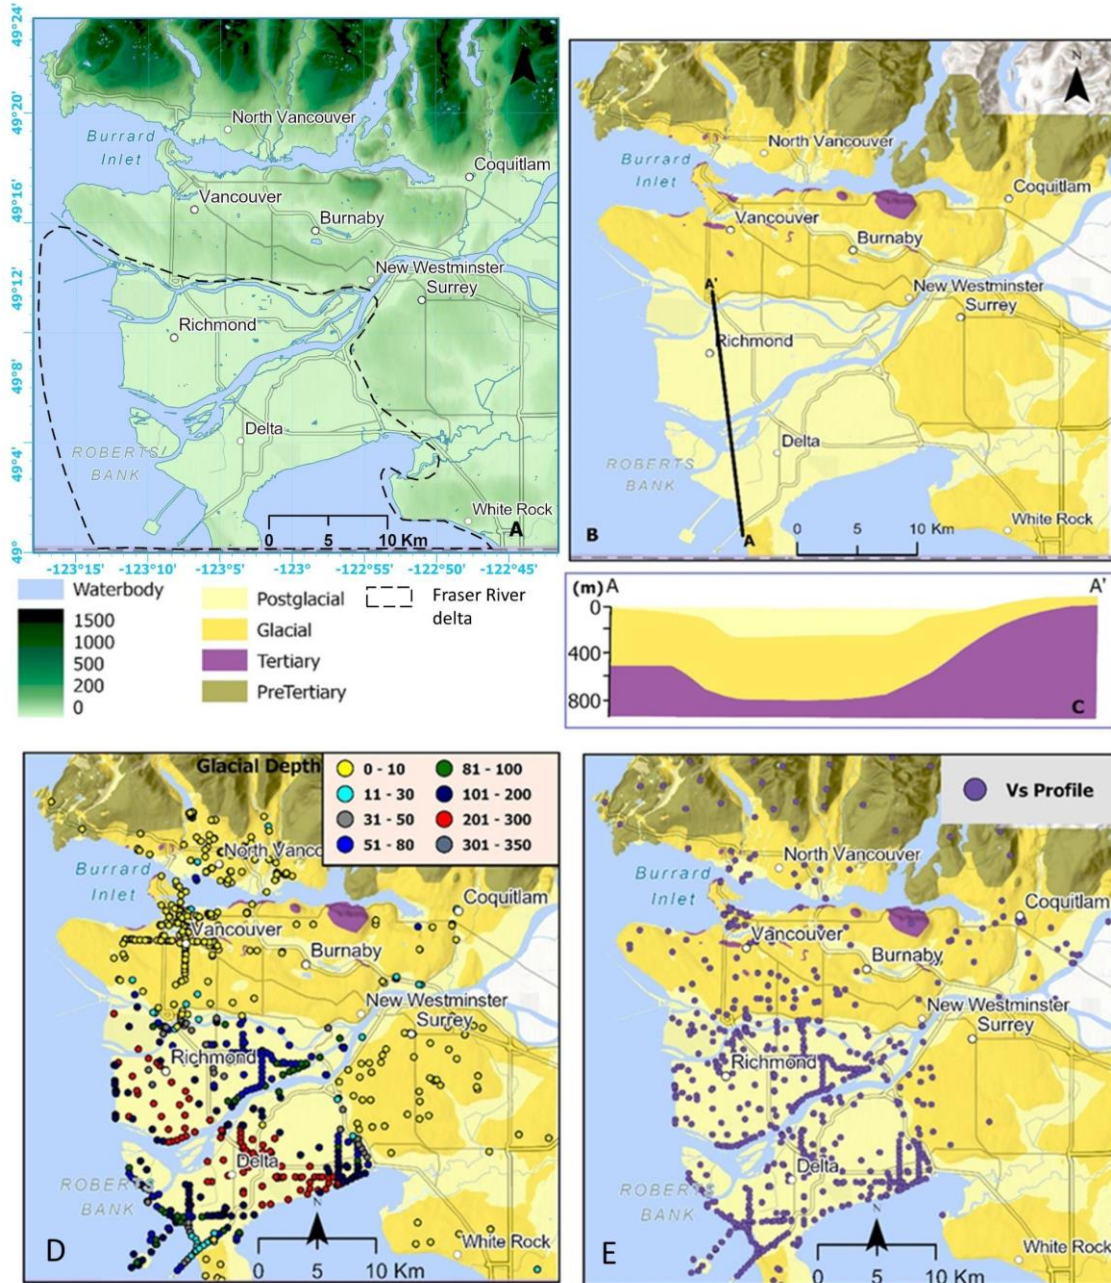 49°24'
49°20'
49°16'
49°12'
49°8'
49°4'
49°
North Vancouver
Burrard
Inlet
Coquitlam
Vancouver
Burnaby
New Westminster
Surrey
Richmond
Delta
ROBERTS
BANK
White Rock
0 5 10 Km
A
-123°15' -123°10' -123°5' -123° -122°55' -122°50' -122°45'
N
North Vancouver
Burrard
Inlet
Coquitlam
Vancouver
Burnaby
New Westminster
Surrey
A'
Richmond
Delta
ROBERTS
BANK
White Rock
0 5 10 Km
A
B
Waterbody
1500
1000
500
200
0
Postglacial
Glacial
Tertiary
PreTertiary
Fraser River
delta
(m) A A'
0
400
800
C
Glacial Depth
0 - 10 81 - 100
11 - 30 101 - 200
31 - 50 201 - 300
51 - 80 301 - 350
North Vanco
Burrard
Inlet
Coquitlam
Vancouver
Burnaby
New Westminster
Surrey
Richmond
Delta
ROBERTS
BANK
N
White Rock
0 5 10 Km
D
Vs Profile
North Vancouver
Burrard
Inlet
Coquitlam
Vancouver
Burnaby
New Westminster
Surrey
Richmond
Delta
ROBERTS
BANK
N
White Rock
0 5 10 Km
E